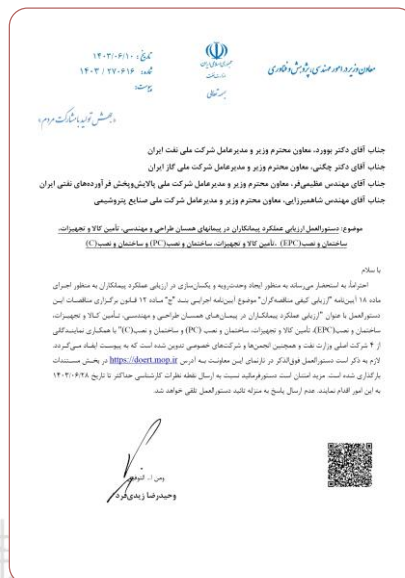 جمهوری اسلامی ایران
وزارت نفت
بسمه تعالی
معاون وزیر در امور مهندسی، پژوهش و فناوری
تاریخ: ۱۴۰۳/۰۶/۱۰
شماره: ۲۷۰۶۱۶ / ۱۴۰۳
پیوست:
«جهش تولید با مشارکت مردم»
جناب آقای دکتر بوورد، معاون محترم وزیر و مدیرعامل شرکت ملی نفت ایران
جناب آقای دکتر چگنی، معاون محترم وزیر و مدیرعامل شرکت ملی گاز ایران
جناب آقای مهندس عظیمی‌فر، معاون محترم وزیر و مدیرعامل شرکت ملی پالایش‌وپخش فرآورده‌های نفتی ایران
جناب آقای مهندس شاهمیرزایی، معاون محترم وزیر و مدیرعامل شرکت ملی صنایع پتروشیمی
موضوع: دستورالعمل ارزیابی عملکرد پیمانکاران در پیمانهای همسان طراحی و مهندسی، تأمین کالا و تجهیزات،
ساختمان و نصب(EPC) ،تأمین کالا و تجهیزات، ساختمان و نصب(PC) و ساختمان و نصب(C)
با سلام
احتراماً، به استحضار می‌رساند به منظور ایجاد وحدت‌رویه و یکسان‌سازی در ارزیابی عملکرد پیمانکاران به منظور اجرای
ماده ۱۸ آیین‌نامه "ارزیابی کیفی مناقصه‌گران" موضوع آیین‌نامه اجرایی بند "ج" ماده ۱۲ قانون برگزاری مناقصات این
دستورالعمل با عنوان "ارزیابی عملکرد پیمانکاران در پیمان‌های همسان طراحی و مهندسی، تأمین کالا و تجهیزات،
ساختمان و نصب(EPC)، تأمین کالا و تجهیزات، ساختمان و نصب (PC) و ساختمان و نصب(C)" با همکاری نمایندگانی
از ۴ شرکت اصلی وزارت نفت و همچنین انجمن‌ها و شرکت‌های خصوصی تدوین شده است که به پیوست ایفاد می‌گردد.
لازم به ذکر است دستورالعمل فوق‌الذکر در تارنمای این معاونت به آدرس https://doert.mop.ir در بخش مستندات
بارگذاری شده است. مزید امتنان است دستورفرمائید نسبت به ارسال نقطه نظرات کارشناسی حداکثر تا تاریخ ۱۴۰۳/۰۶/۲۸
به این امور اقدام نمایند. عدم ارسال پاسخ به منزله تائید دستورالعمل تلقی خواهد شد.
ومن ا... التوفیق
وحیدرضا زیدی‌فرد